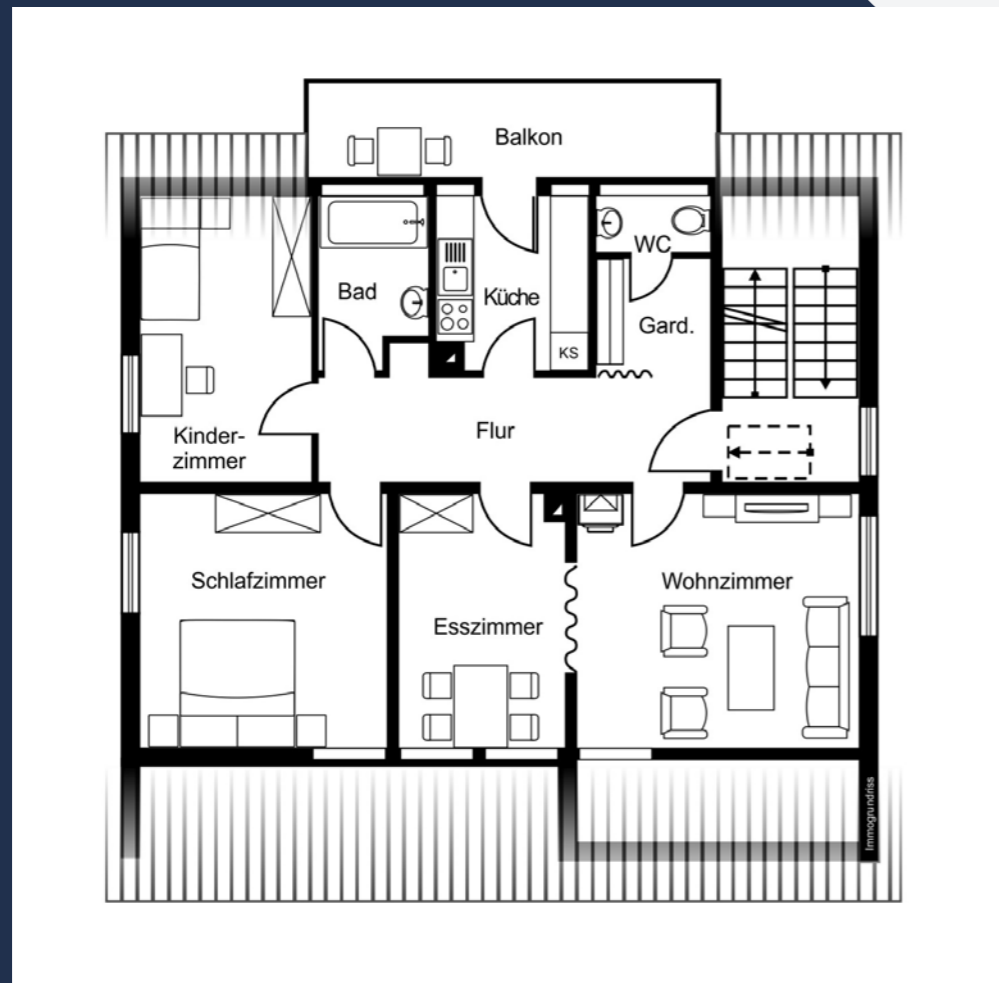 Balkon
WC
Bad
Küche
Gard.
KS
Flur
Kinder-
zimmer
Schlafzimmer
Wohnzimmer
Esszimmer
Immogrundriss